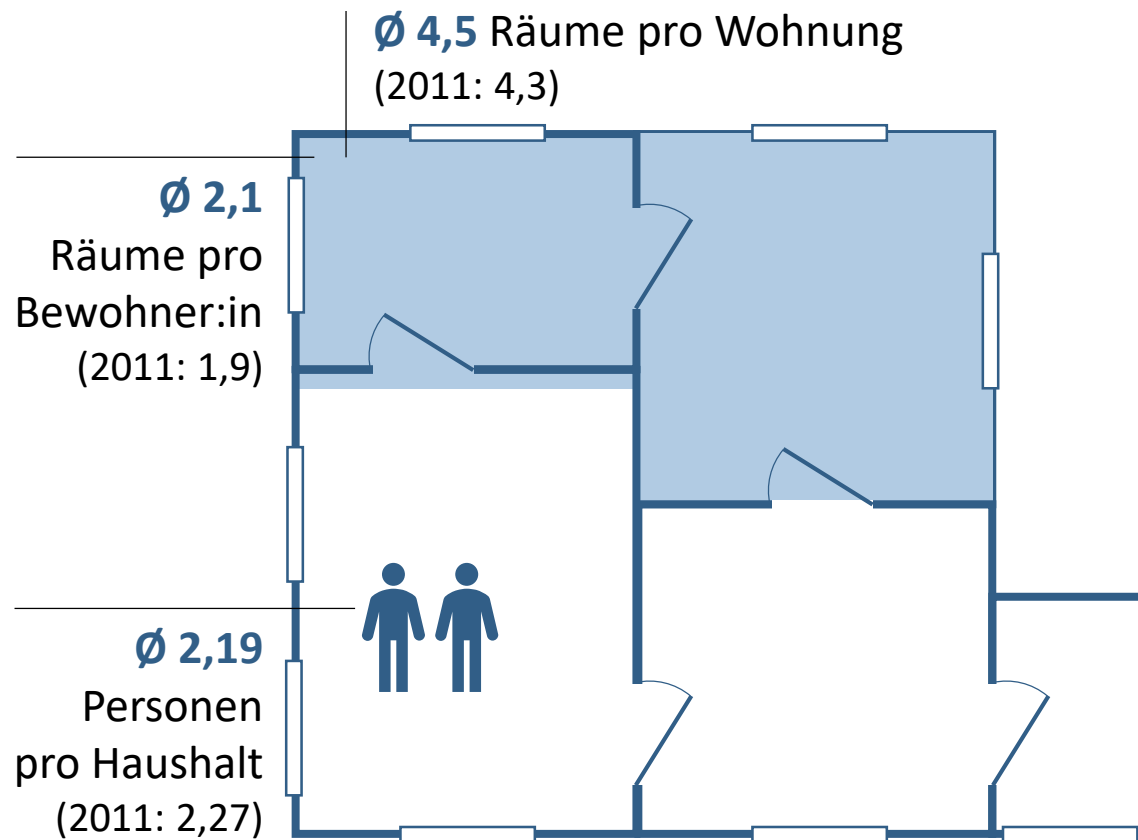 Ø 4,5 Räume pro Wohnung
(2011: 4,3)
Ø 2,1
Räume pro
Bewohner:in
(2011: 1,9)
Ø 2,19
Personen
pro Haushalt
(2011: 2,27)